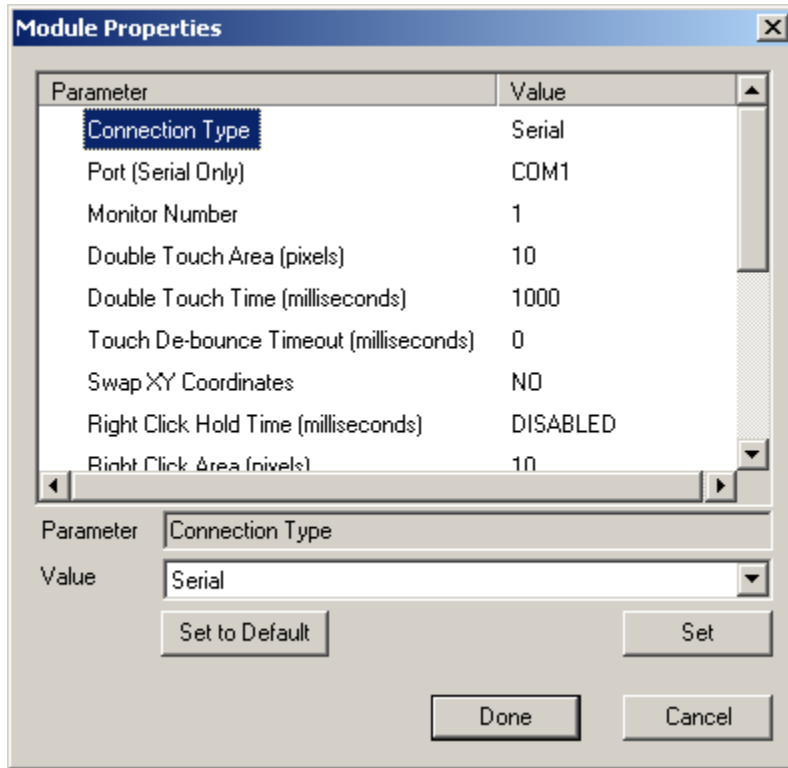 Module Properties
Parameter Value
Connection Type Serial
Port (Serial Only) COM1
Monitor Number 1
Double Touch Area (pixels) 10
Double Touch Time (milliseconds) 1000
Touch De-bounce Timeout (milliseconds) 0
Swap XY Coordinates NO
Right Click Hold Time (milliseconds) DISABLED
Right Click Area (pixels) 10
Parameter Connection Type
Value Serial
Set to Default Set
Done Cancel